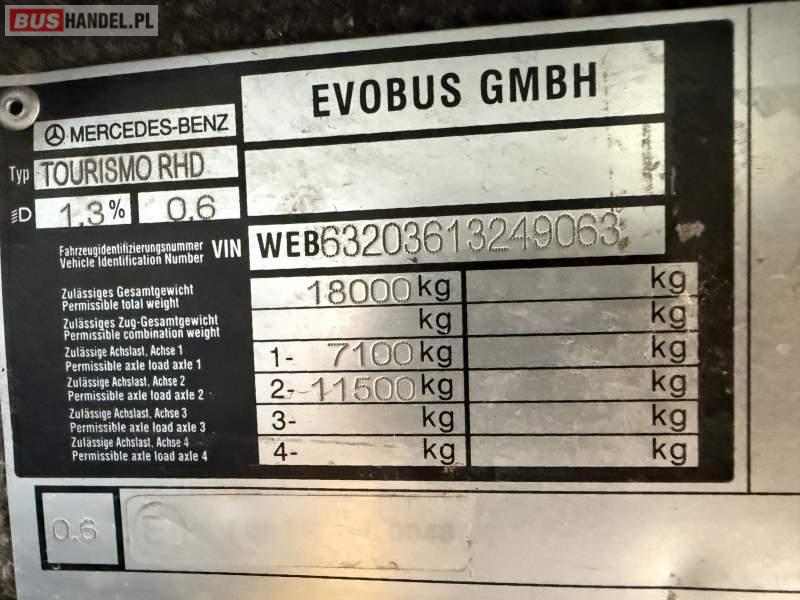 BUSHANDEL.PL
EVOBUS GMBH
MERCEDES-BENZ
Typ TOURISMO RHD
1.3% 0.6
Fahrzeugidentifizierungsnummer
Vehicle Identification Number
VIN WEB63203613249063
Zulässiges Gesamtgewicht
Permissible total weight
18000 kg kg
Zulässiges Zug-Gesamtgewicht
Permissible combination weight
kg kg
Zulässige Achslast, Achse 1
Permissible axle load axle 1
1- 7100 kg kg
Zulässige Achslast, Achse 2
Permissible axle load axle 2
2- 11500 kg kg
Zulässige Achslast, Achse 3
Permissible axle load axle 3
3- kg kg
Zulässige Achslast, Achse 4
Permissible axle load axle 4
4- kg kg
0.6